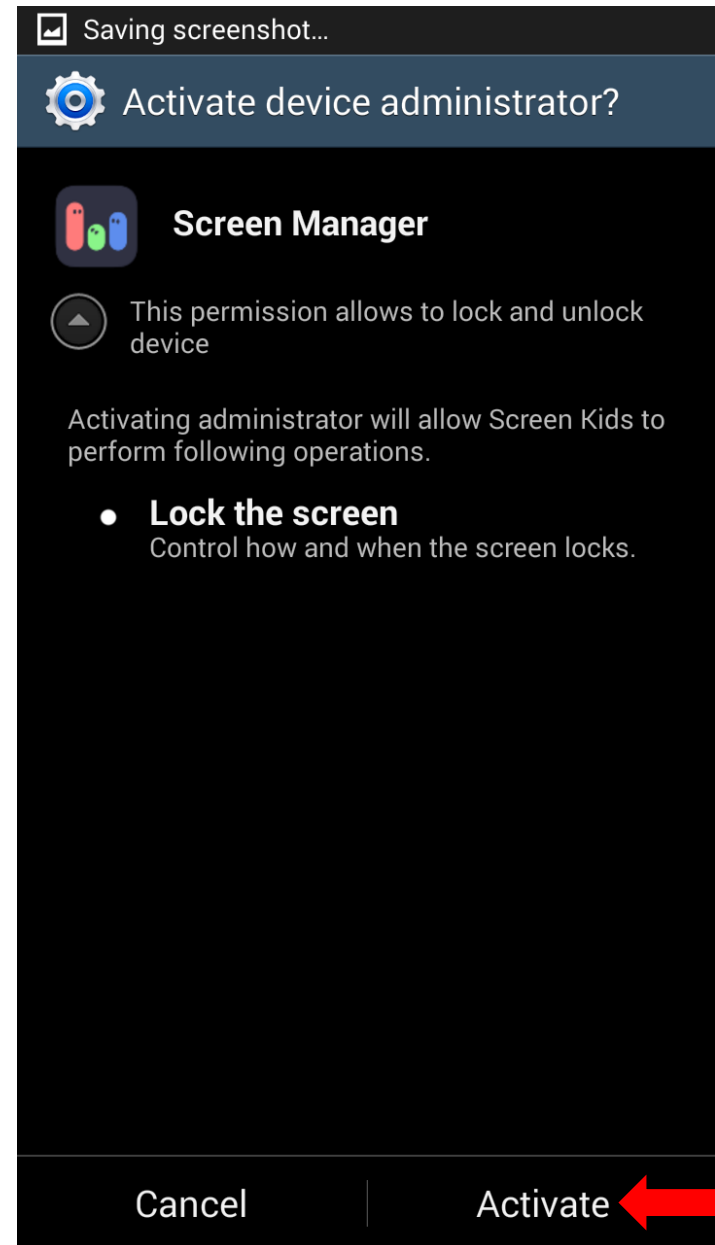 Saving screenshot...
Activate device administrator?
Screen Manager
This permission allows to lock and unlock
device
Activating administrator will allow Screen Kids to
perform following operations.
Lock the screen
Control how and when the screen locks.
Cancel
Activate